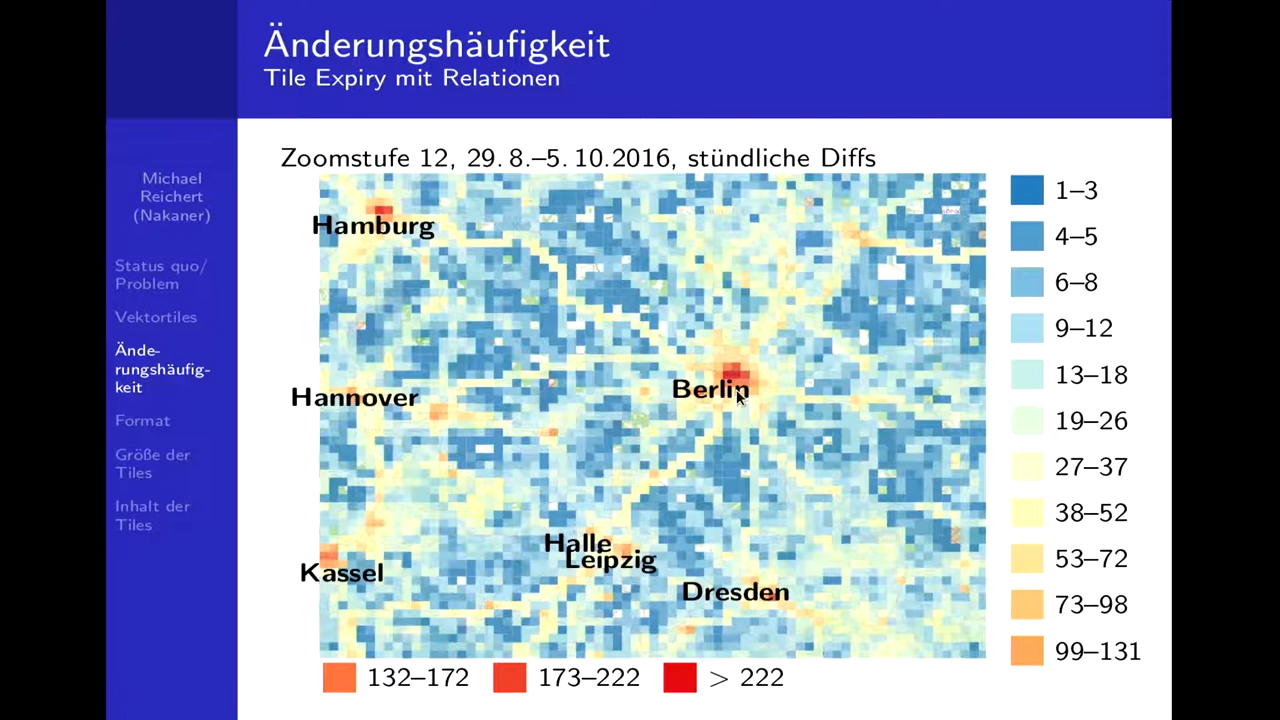 Änderungshäufigkeit
Tile Expiry mit Relationen
Michael
Reichert
(Nakaner)
Status quo/
Problem
Vektortiles
Ände-
rungshäufig-
keit
Format
Größe der
Tiles
Inhalt der
Tiles
Zoomstufe 12, 29. 8.–5. 10. 2016, stündliche Diffs
Hamburg
Berlin
Hannover
Halle
Leipzig
Kassel
Dresden
1–3
4–5
6–8
9–12
13–18
19–26
27–37
38–52
53–72
73–98
99–131
132–172
173–222
> 222